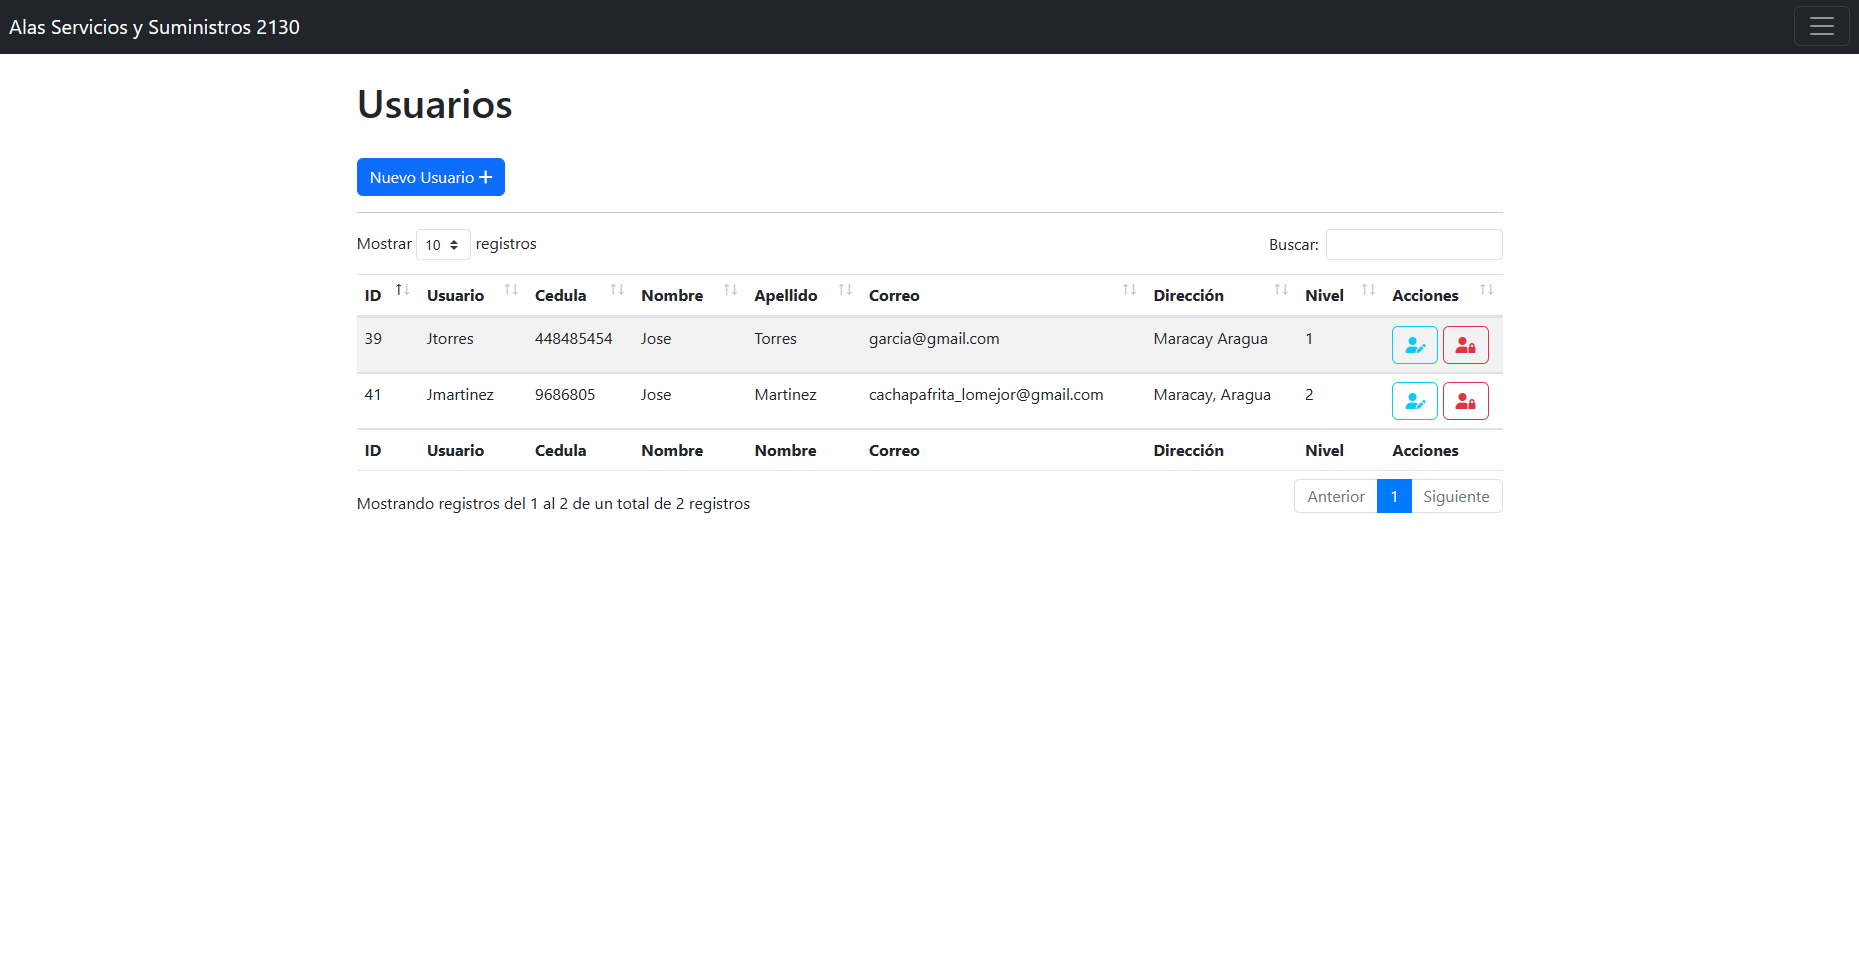 Alas Servicios y Suministros 2130
Usuarios
Nuevo Usuario
Mostrar 10 registros Buscar:
ID Usuario Cedula Nombre Apellido Correo Dirección Nivel Acciones
39 Jtorres 448485454 Jose Torres garcia@gmail.com Maracay Aragua 1
41 Jmartinez 9686805 Jose Martinez cachapafrita_lomejor@gmail.com Maracay, Aragua 2
ID Usuario Cedula Nombre Nombre Correo Dirección Nivel Acciones
Mostrando registros del 1 al 2 de un total de 2 registros Anterior 1 Siguiente